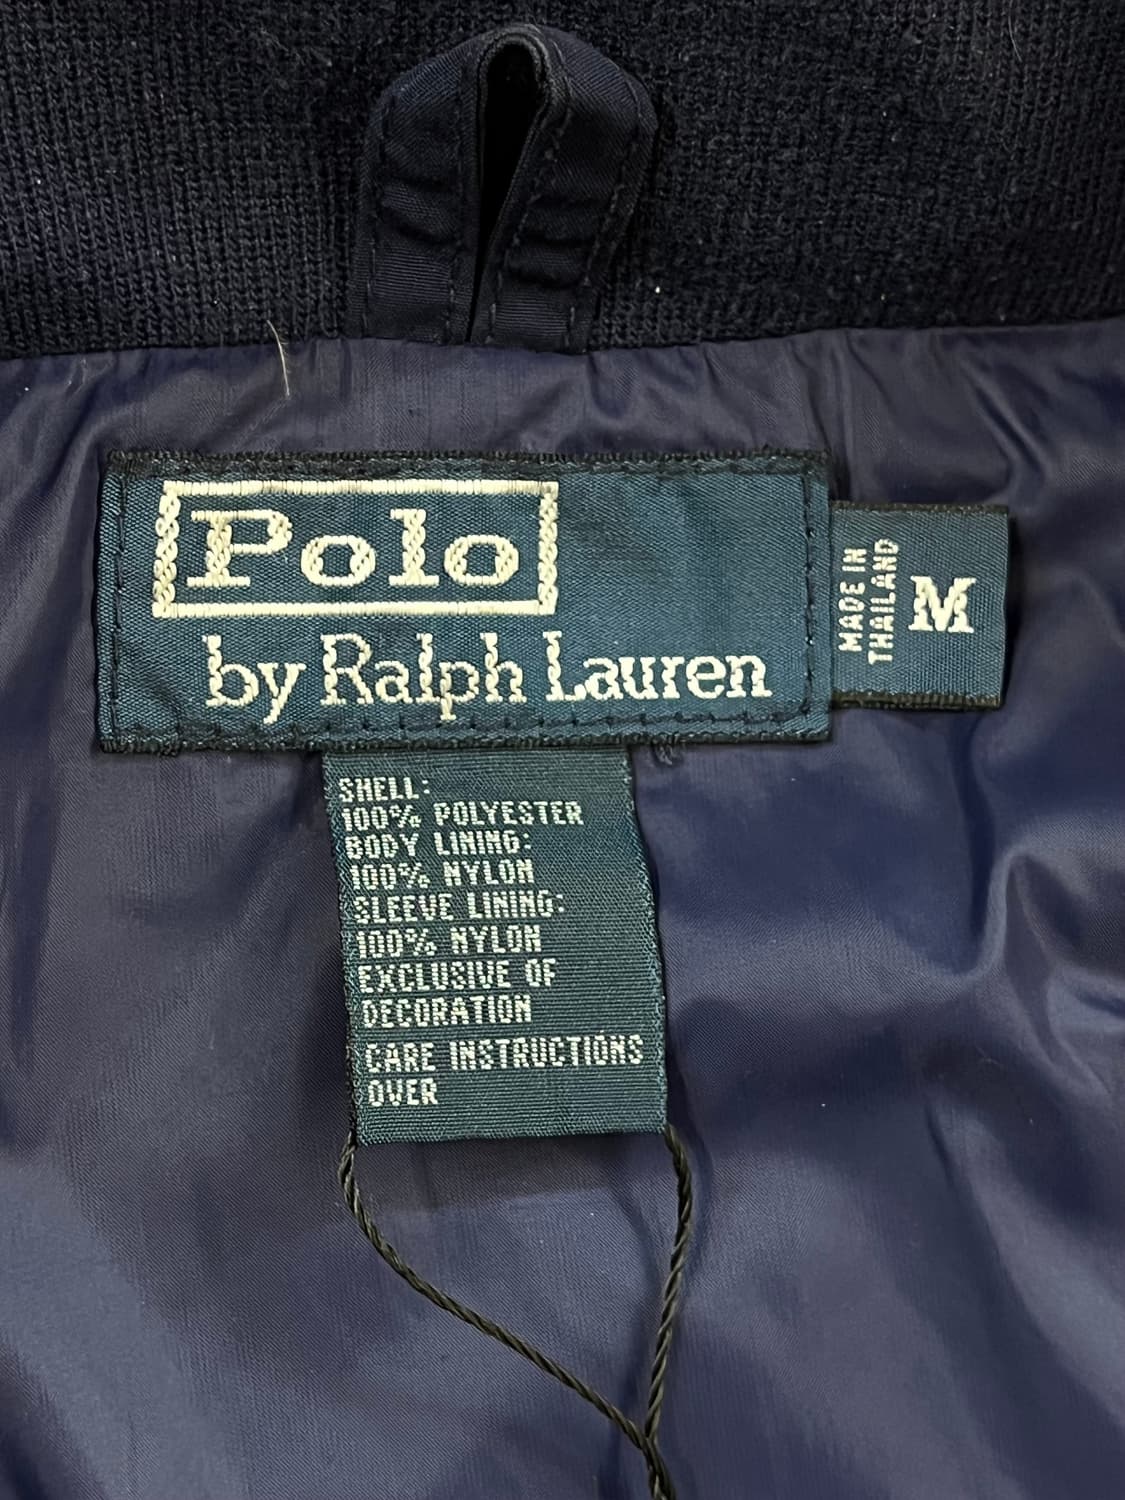 Polo
by Ralph Lauren
MADE IN
THAILAND
M
SHELL:
100% POLYESTER
BODY LINING:
100% NYLON
SLEEVE LINING:
100% NYLON
EXCLUSIVE OF
DECORATION
CARE INSTRUCTIONS
OVER